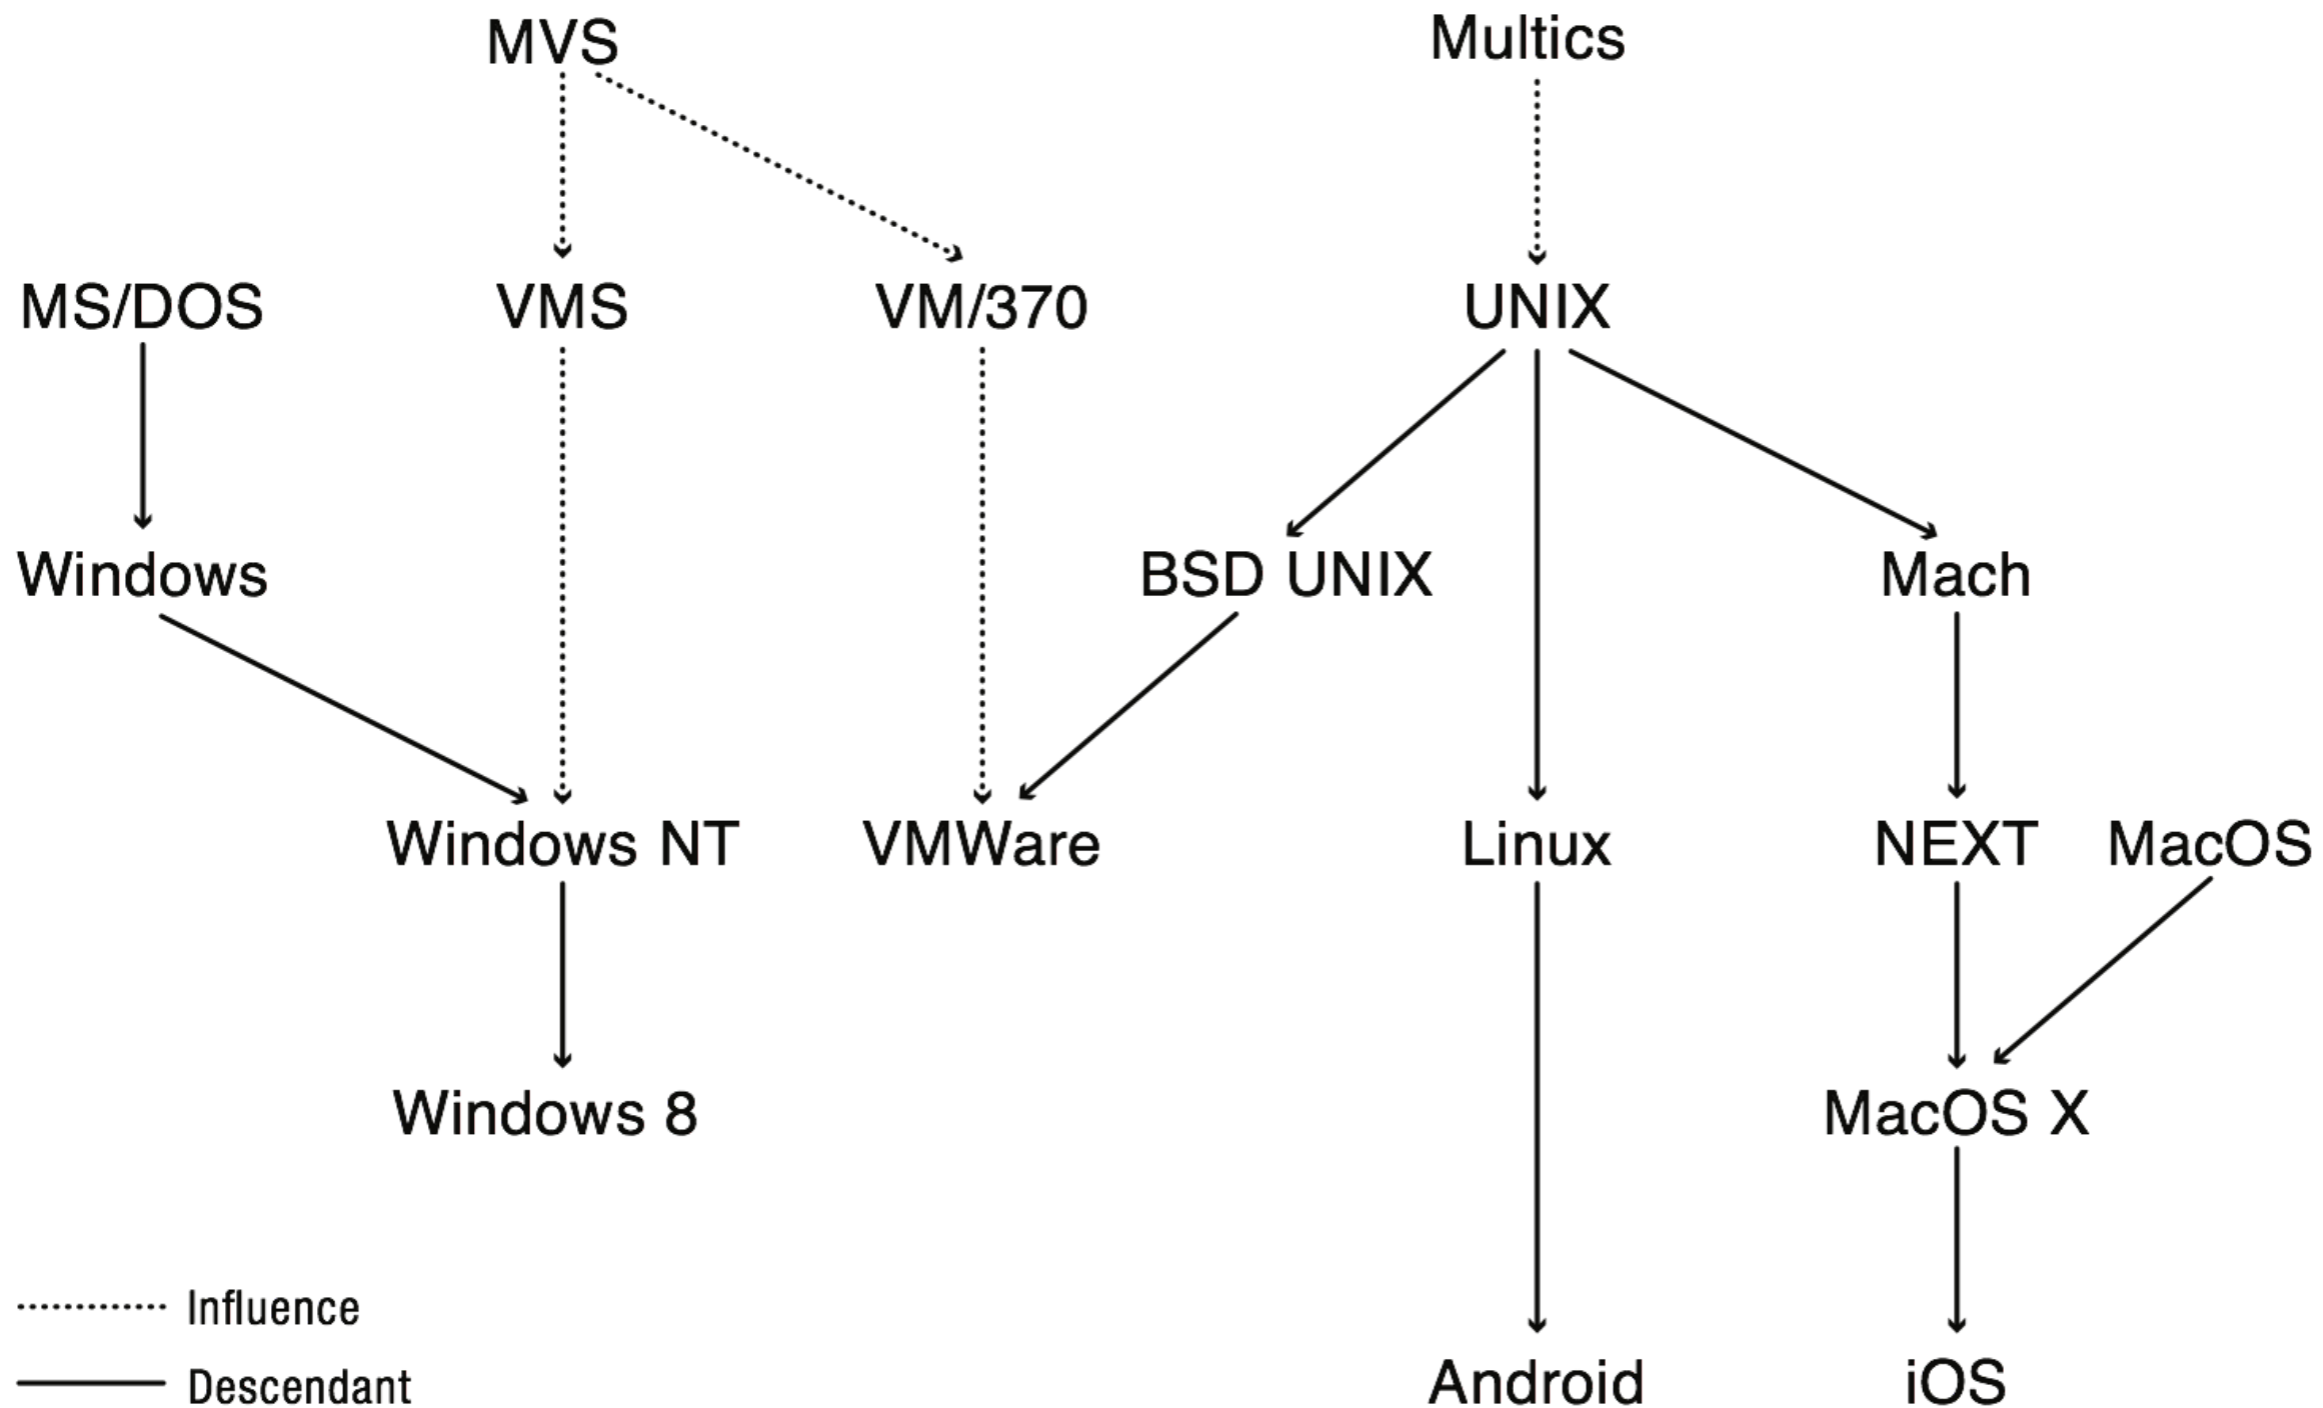 MVS
Multics
MS/DOS
VMS
VM/370
UNIX
Windows
BSD UNIX
Mach
Windows NT
VMWare
Linux
NEXT
MacOS
Windows 8
MacOS X
Influence
Descendant
Android
iOS